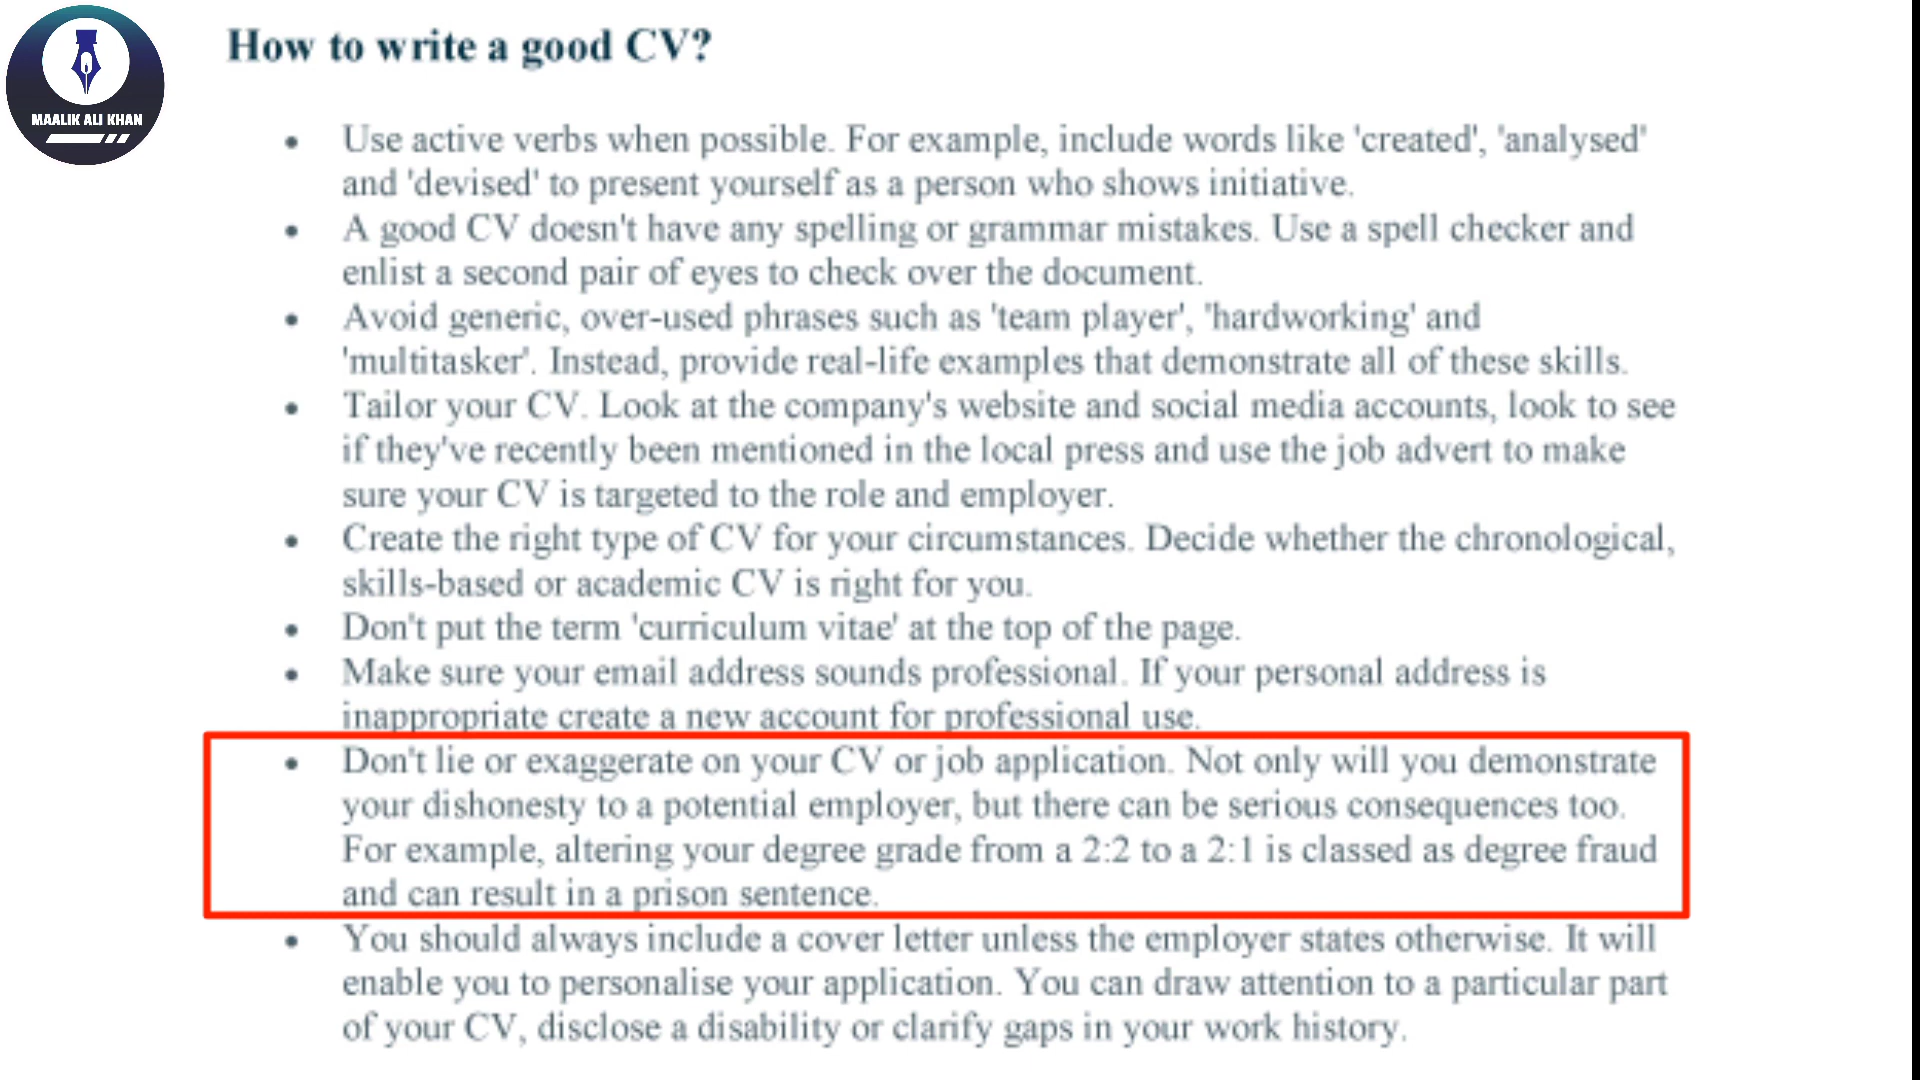 MAALIK ALI KHAN
How to write a good CV?
• Use active verbs when possible. For example, include words like 'created', 'analysed'
and 'devised' to present yourself as a person who shows initiative.
• A good CV doesn't have any spelling or grammar mistakes. Use a spell checker and
enlist a second pair of eyes to check over the document.
• Avoid generic, over-used phrases such as 'team player', 'hardworking' and
'multitasker'. Instead, provide real-life examples that demonstrate all of these skills.
• Tailor your CV. Look at the company's website and social media accounts, look to see
if they've recently been mentioned in the local press and use the job advert to make
sure your CV is targeted to the role and employer.
• Create the right type of CV for your circumstances. Decide whether the chronological,
skills-based or academic CV is right for you.
• Don't put the term 'curriculum vitae' at the top of the page.
• Make sure your email address sounds professional. If your personal address is
inappropriate create a new account for professional use.
• Don't lie or exaggerate on your CV or job application. Not only will you demonstrate
your dishonesty to a potential employer, but there can be serious consequences too.
For example, altering your degree grade from a 2:2 to a 2:1 is classed as degree fraud
and can result in a prison sentence.
• You should always include a cover letter unless the employer states otherwise. It will
enable you to personalise your application. You can draw attention to a particular part
of your CV, disclose a disability or clarify gaps in your work history.